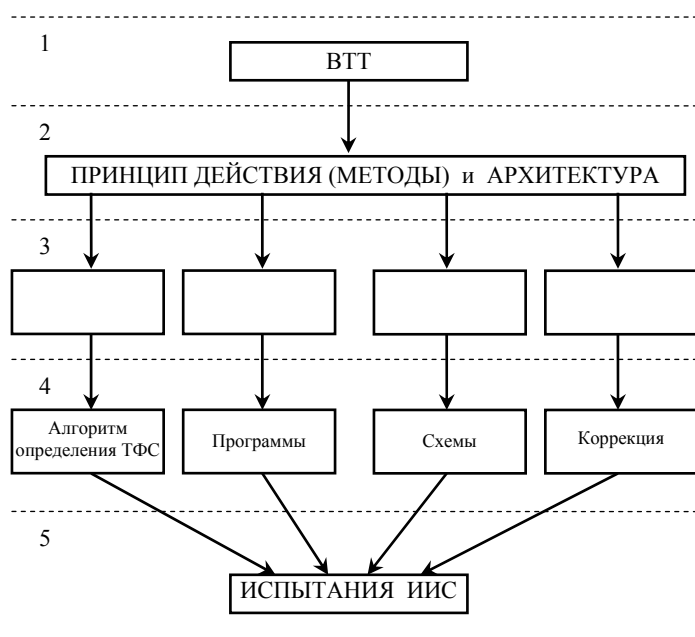 1
ВТТ
2
ПРИНЦИП ДЕЙСТВИЯ (МЕТОДЫ) и АРХИТЕКТУРА
3
4
Алгоритм
определения ТФС
Программы
Схемы
Коррекция
5
ИСПЫТАНИЯ ИИС